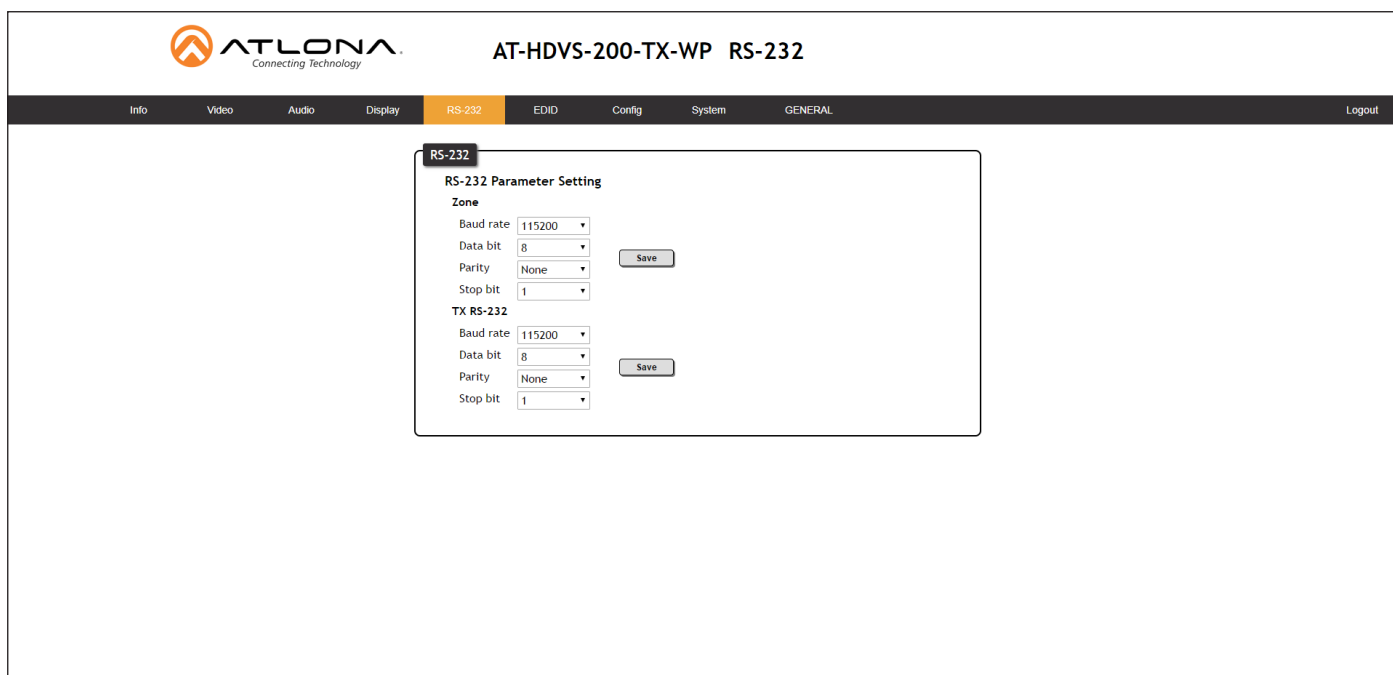 ATLONA.
Connecting Technology
AT-HDVS-200-TX-WP RS-232
Info Video Audio Display RS-232 EDID Config System GENERAL Logout
RS-232
RS-232 Parameter Setting
Zone
Baud rate 115200
Data bit 8
Save
Parity None
Stop bit 1
TX RS-232
Baud rate 115200
Data bit 8
Save
Parity None
Stop bit 1